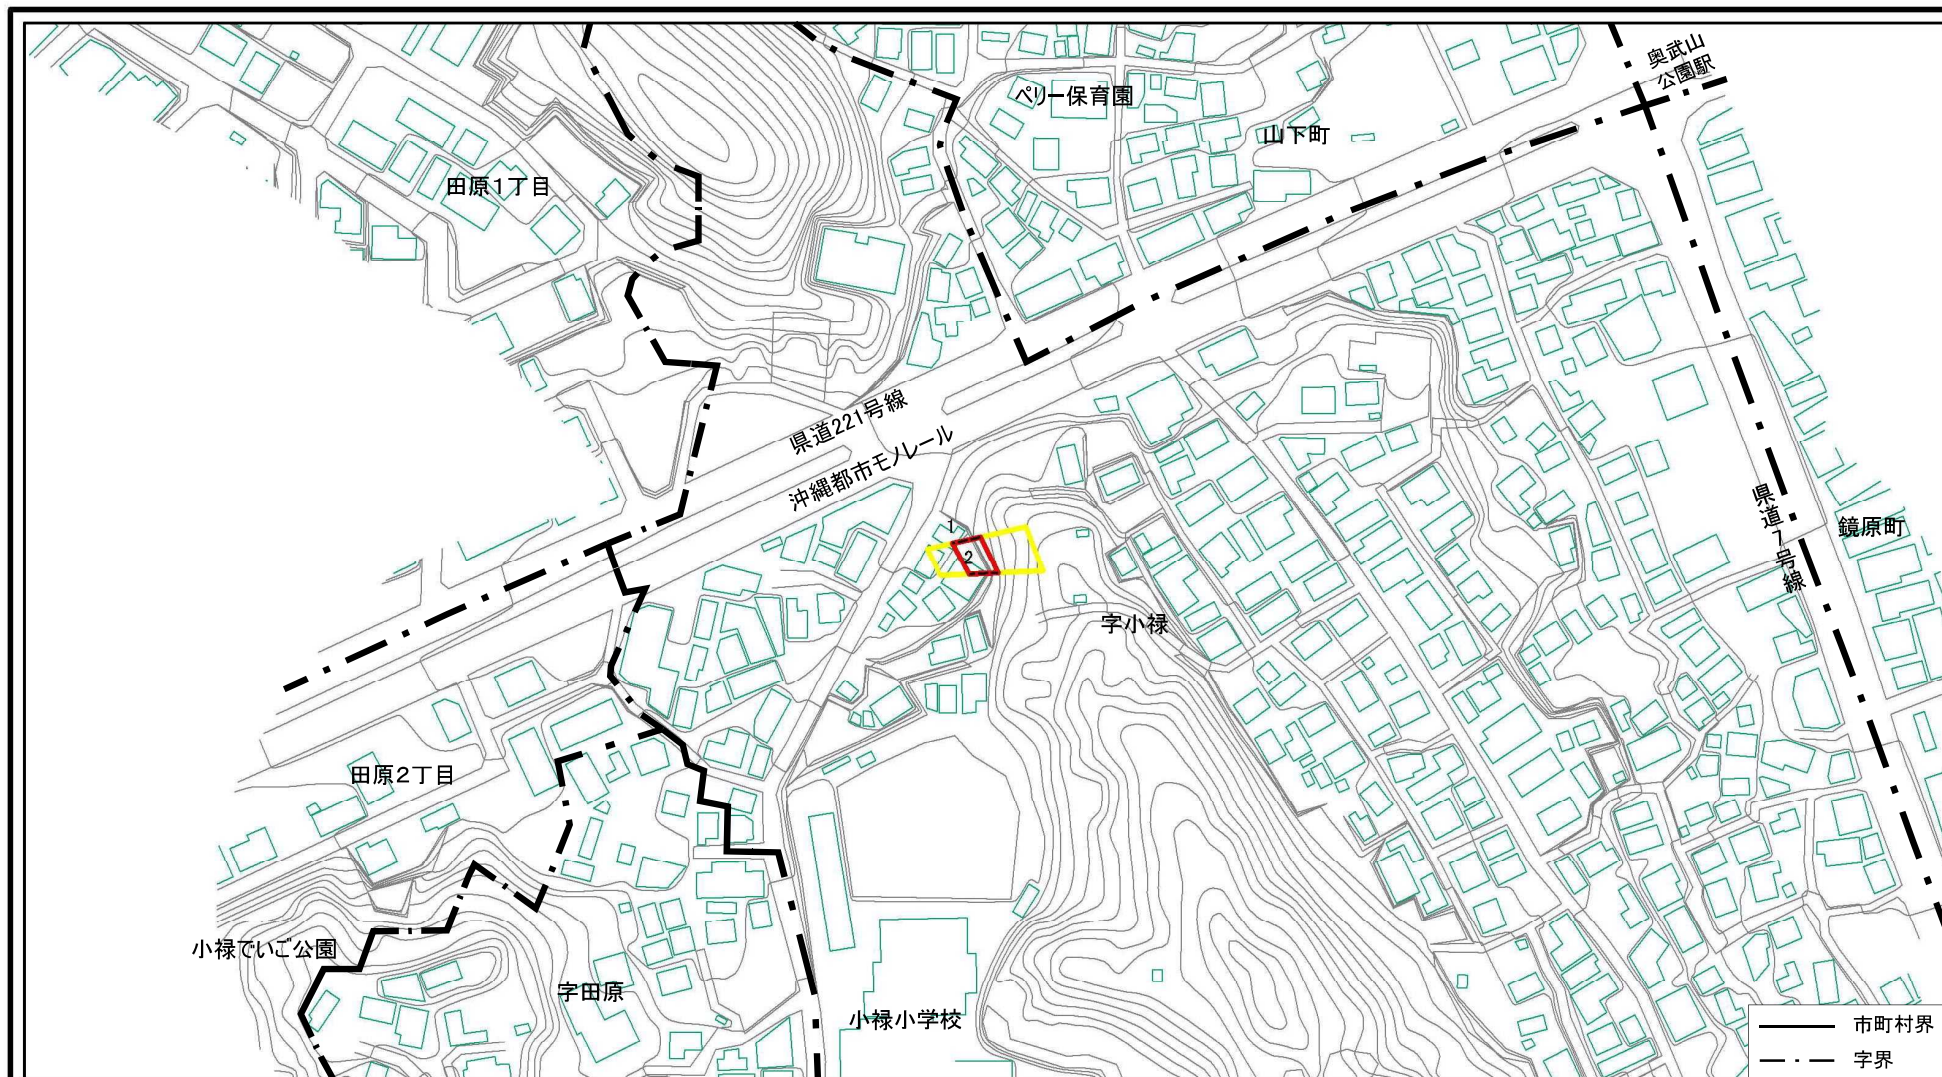 奥武山
公園駅
ペリー保育園
山下町
田原1丁目
県道221号線
沖縄都市モノレール
県道7号線
鏡原町
1
2
字小禄
田原2丁目
小禄でいご公園
字田原
小禄小学校
市町村界
字界